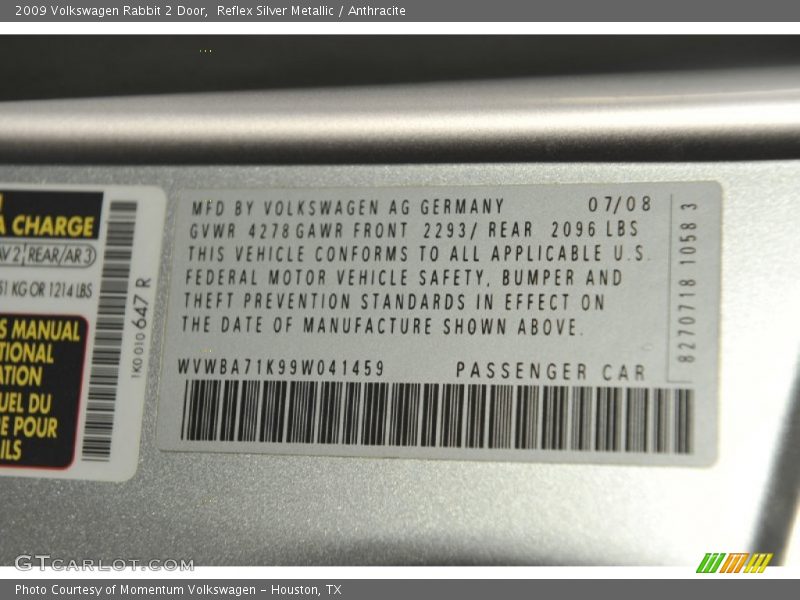 2009 Volkswagen Rabbit 2 Door, Reflex Silver Metallic / Anthracite
A CHARGE
REAR/AR 3
KG OR 1214 LBS
S MANUAL
TIONAL
ATION
UEL DU
E POUR
ILS
1K0 010 647 R
MFD BY VOLKSWAGEN AG GERMANY 07/08
GVWR 4278 GAWR FRONT 2293/ REAR 2096 LBS
THIS VEHICLE CONFORMS TO ALL APPLICABLE U.S.
FEDERAL MOTOR VEHICLE SAFETY, BUMPER AND
THEFT PREVENTION STANDARDS IN EFFECT ON
THE DATE OF MANUFACTURE SHOWN ABOVE.
WVWBA71K99W041459 PASSENGER CAR
8270718 1058 3
GTCARLOT.COM
Photo Courtesy of Momentum Volkswagen - Houston, TX